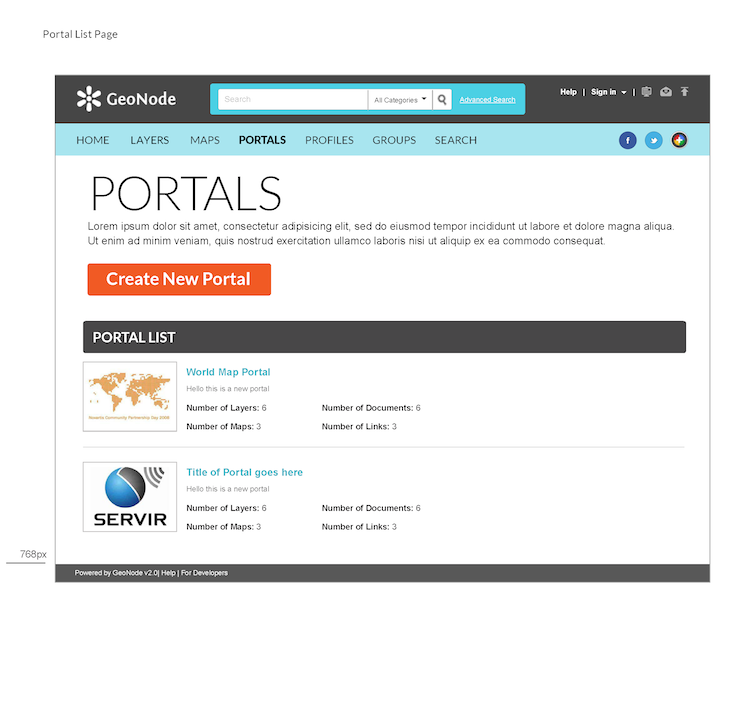 Portal List Page
GeoNode
Search
All Categories
Advanced Search
Help | Sign in |
HOME LAYERS MAPS PORTALS PROFILES GROUPS SEARCH
f
PORTALS
Lorem ipsum dolor sit amet, consectetur adipisicing elit, sed do eiusmod tempor incididunt ut labore et dolore magna aliqua.
Ut enim ad minim veniam, quis nostrud exercitation ullamco laboris nisi ut aliquip ex ea commodo consequat.
Create New Portal
PORTAL LIST
World Map Portal
Hello this is a new portal
Number of Layers: 6 Number of Documents: 6
Number of Maps: 3 Number of Links: 3
Community Partnership Day
Title of Portal goes here
Hello this is a new portal
Number of Layers: 6 Number of Documents: 6
Number of Maps: 3 Number of Links: 3
SERVIR
768px
Powered by GeoNode v2.0| Help | For Developers